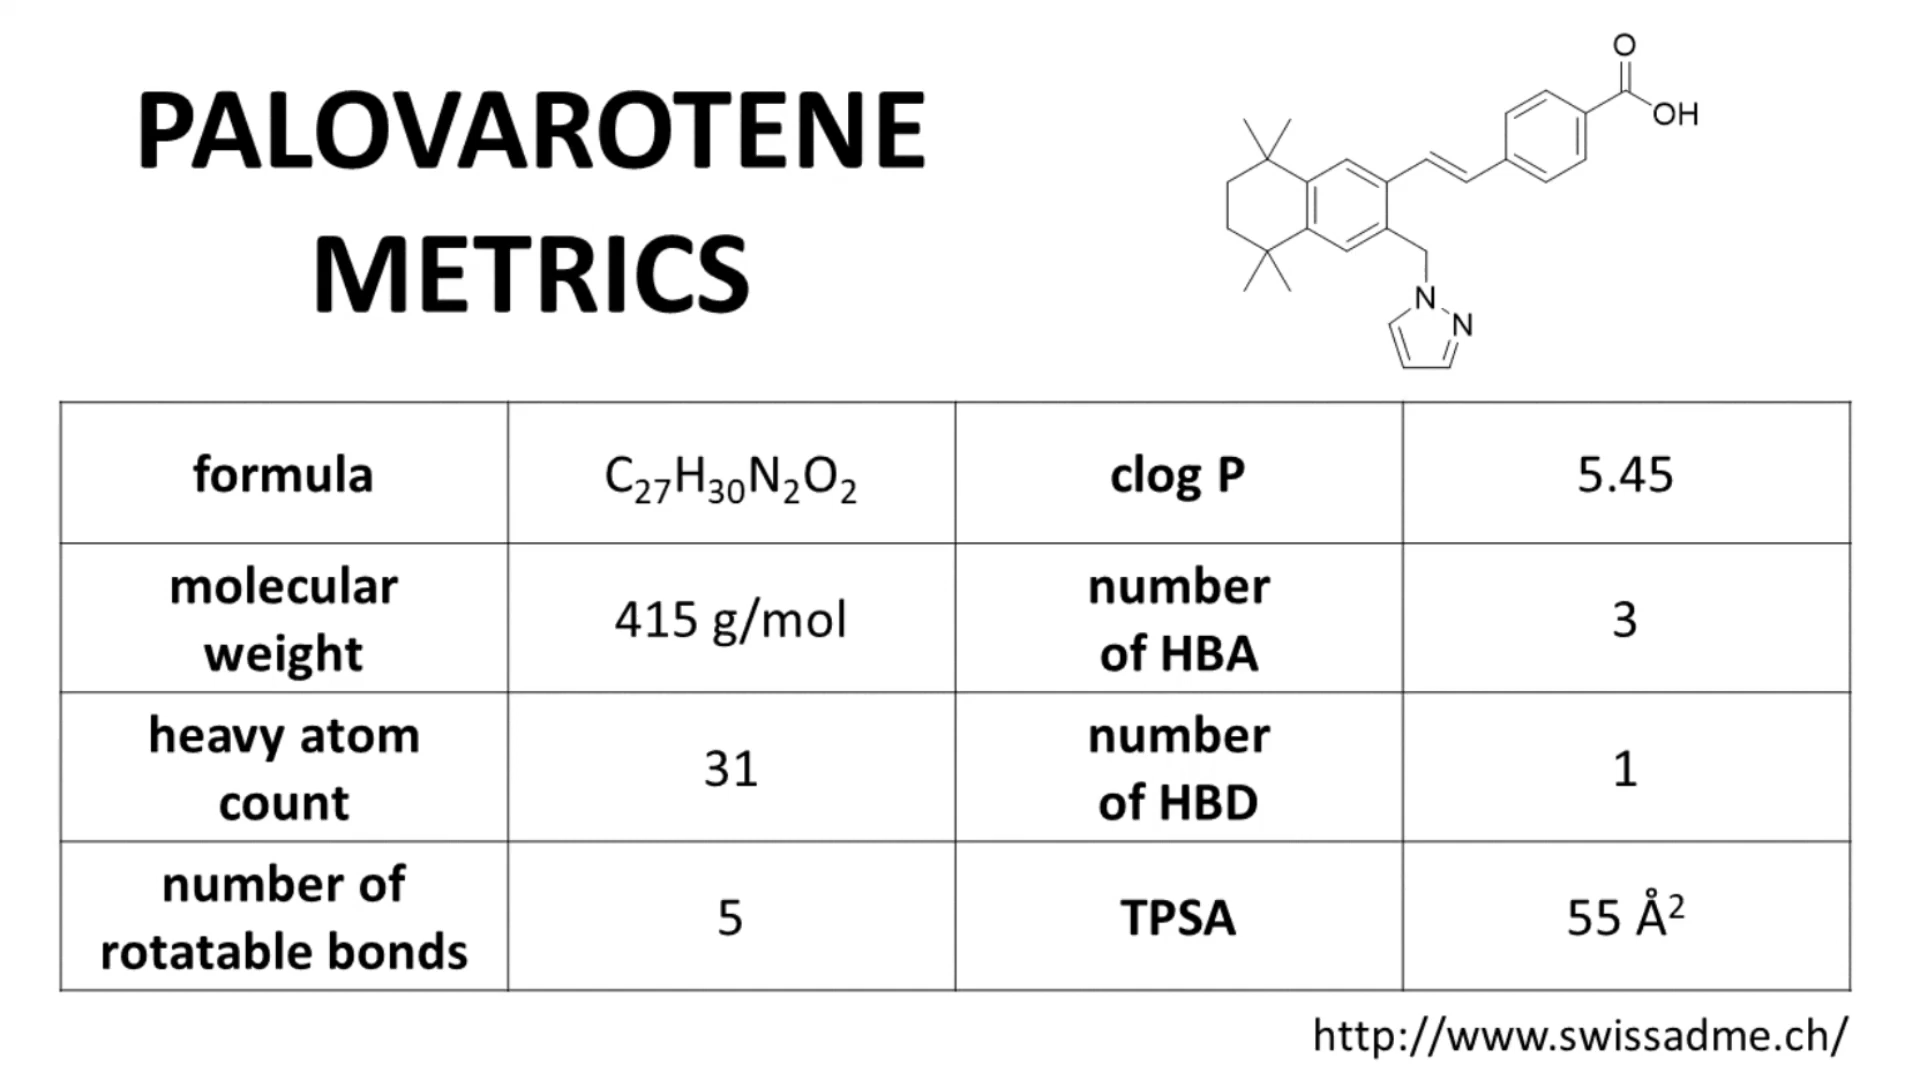 PALOVAROTENE
METRICS
O
OH
N
N
formula
C₂₇H₃₀N₂O₂
clog P
5.45
molecular
weight
415 g/mol
number
of HBA
3
heavy atom
count
31
number
of HBD
1
number of
rotatable bonds
5
TPSA
55 Å²
http://www.swissadme.ch/